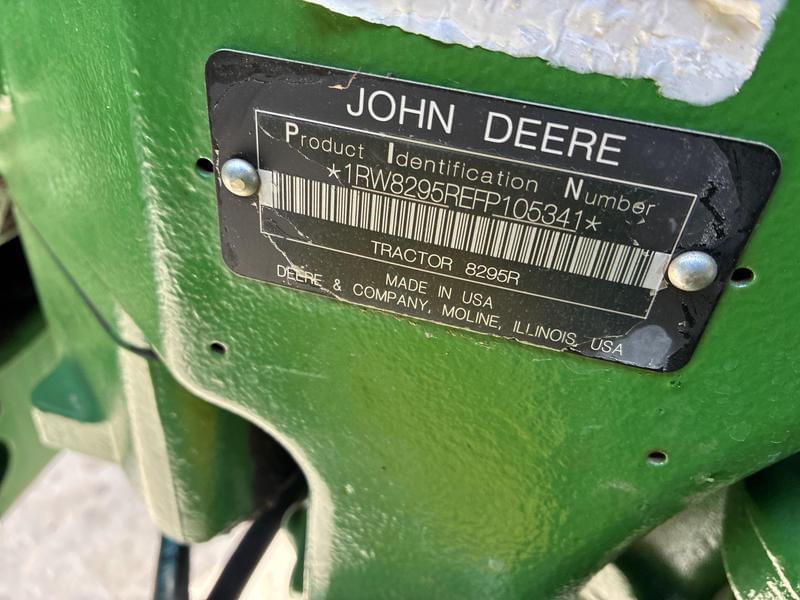 JOHN DEERE
Product Identification Number
*1RW8295REFP105341*
TRACTOR 8295R
MADE IN USA
DEERE & COMPANY, MOLINE, ILLINOIS, USA